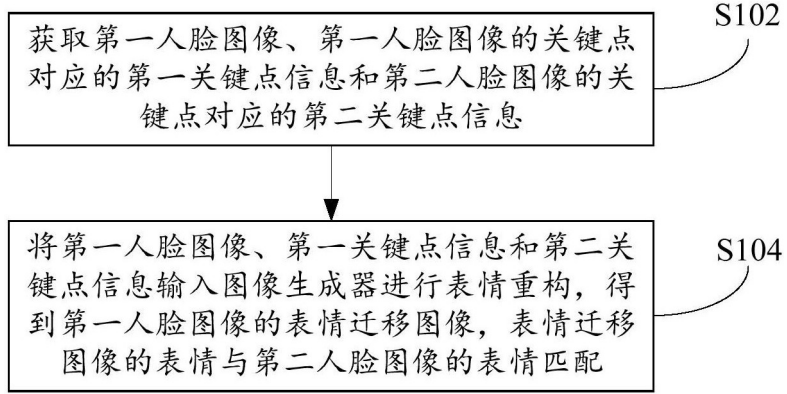 S102
获取第一人脸图像、第一人脸图像的关键点
对应的第一关键点信息和第二人脸图像的关
键点对应的第二关键点信息
S104
将第一人脸图像、第一关键点信息和第二关
键点信息输入图像生成器进行表情重构，得
到第一人脸图像的表情迁移图像，表情迁移
图像的表情与第二人脸图像的表情匹配